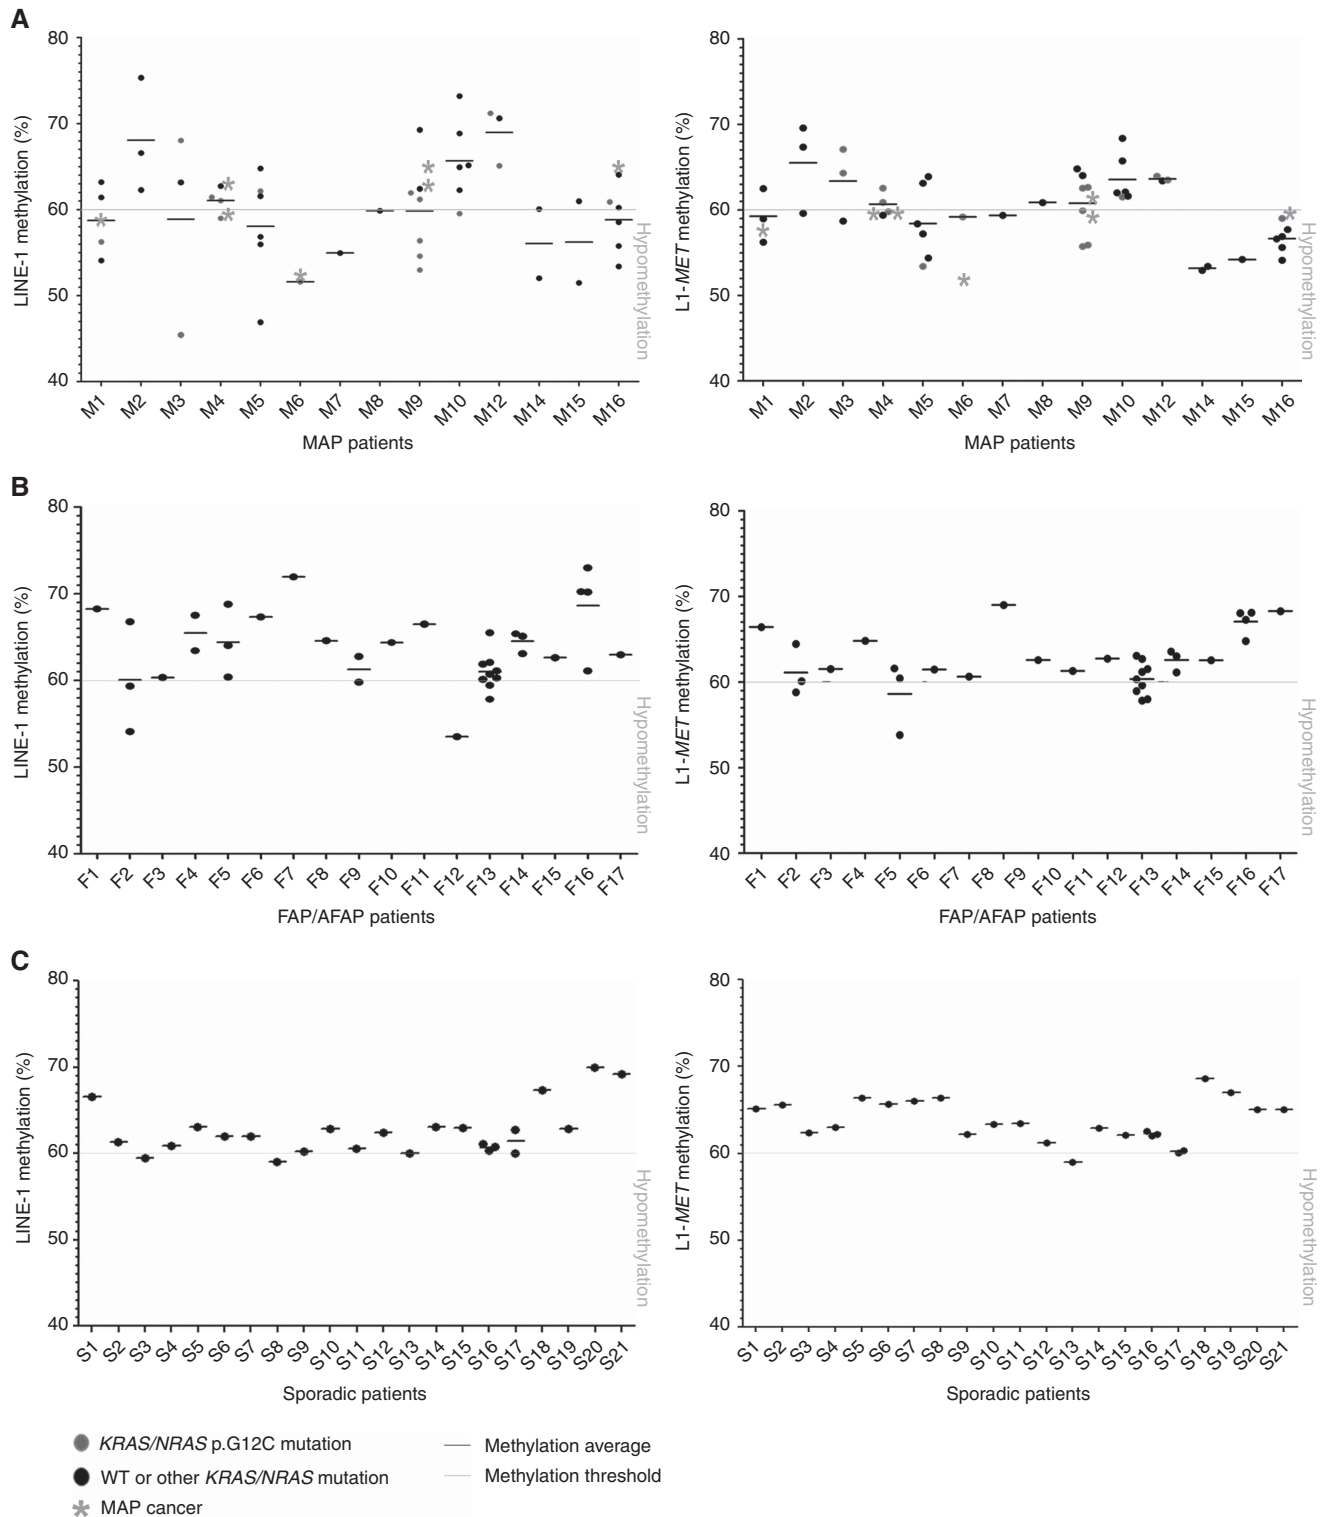 A
LINE-1 methylation (%)
80
70
60
50
40
M1 M2 M3 M4 M5 M6 M7 M8 M9 M10 M12 M14 M15 M16
MAP patients
Hypomethylation
L1-MET methylation (%)
80
70
60
50
40
M1 M2 M3 M4 M5 M6 M7 M8 M9 M10 M12 M14 M15 M16
MAP patients
Hypomethylation
B
LINE-1 methylation (%)
80
70
60
50
40
F1 F2 F3 F4 F5 F6 F7 F8 F9 F10 F11 F12 F13 F14 F15 F16 F17
FAP/AFAP patients
Hypomethylation
L1-MET methylation (%)
80
70
60
50
40
F1 F2 F3 F4 F5 F6 F7 F8 F9 F10 F11 F12 F13 F14 F15 F16 F17
FAP/AFAP patients
Hypomethylation
C
LINE-1 methylation (%)
80
70
60
50
40
S1 S2 S3 S4 S5 S6 S7 S8 S9 S10 S11 S12 S13 S14 S15 S16 S17 S18 S19 S20 S21
Sporadic patients
Hypomethylation
L1-MET methylation (%)
80
70
60
50
40
S1 S2 S3 S4 S5 S6 S7 S8 S9 S10 S11 S12 S13 S14 S15 S16 S17 S18 S19 S20 S21
Sporadic patients
Hypomethylation
KRAS/NRAS p.G12C mutation
WT or other KRAS/NRAS mutation
MAP cancer
Methylation average
Methylation threshold